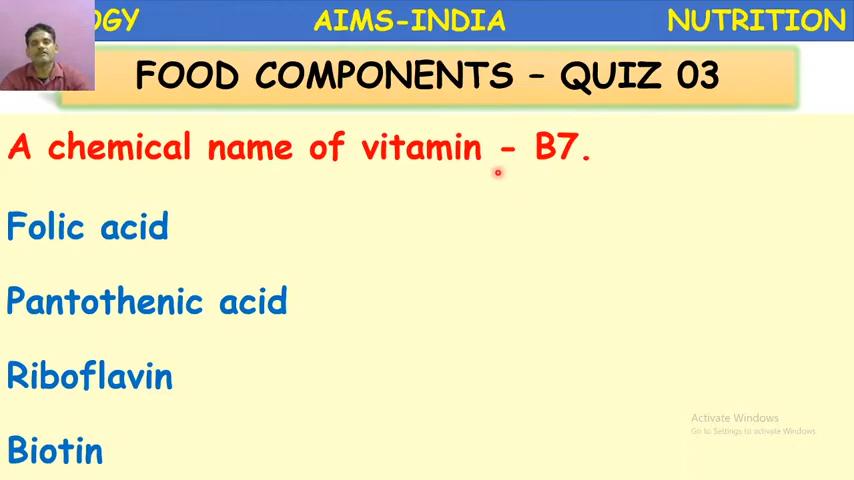 OGY AIMS-INDIA NUTRITION
FOOD COMPONENTS – QUIZ 03
A chemical name of vitamin – B7.
Folic acid
Pantothenic acid
Riboflavin
Activate Windows
Go to Settings to activate Windows.
Biotin